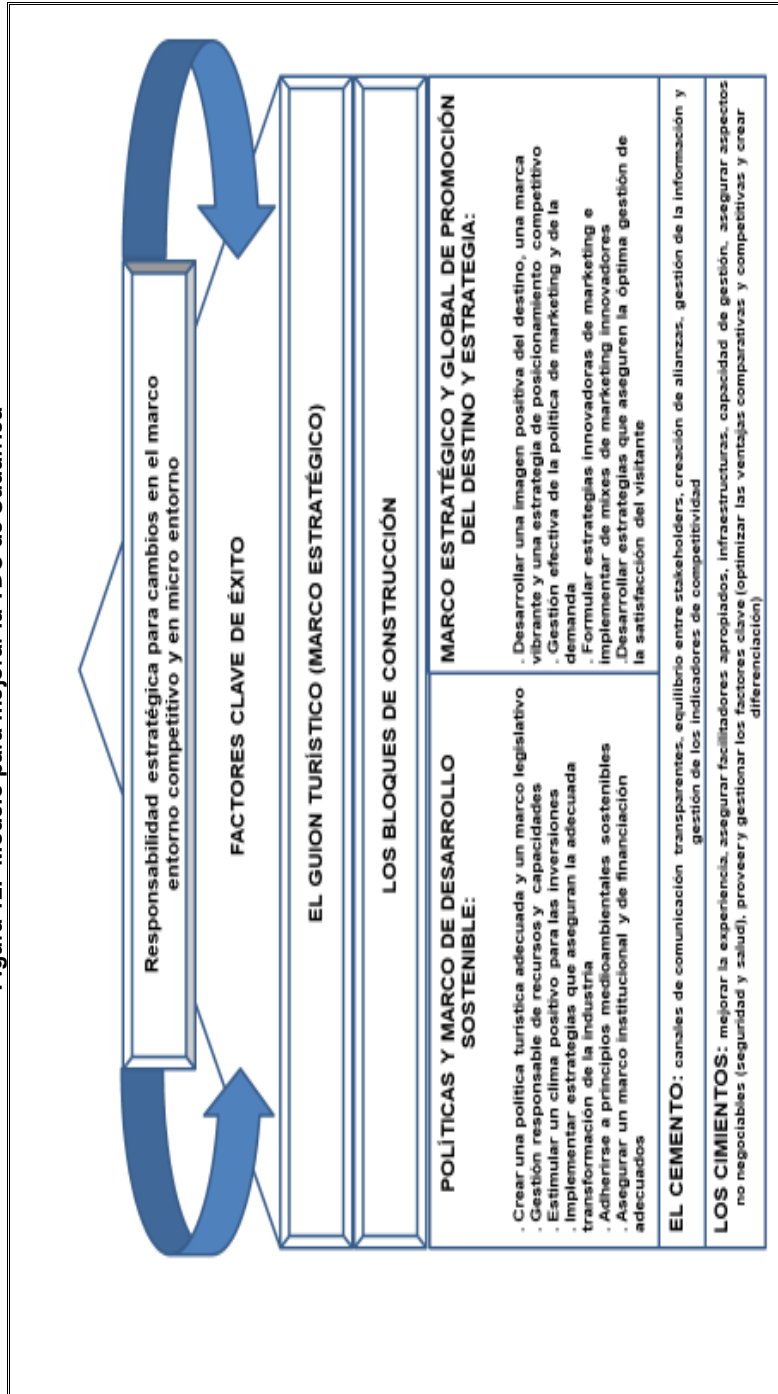 Modelo para mejorar la
Responsabilidad estratégica para cambios en el marco
entorno competitivo y en micro entorno
FACTORES CLAVE DE ÉXITO
EL GUION TURÍSTICO (MARCO ESTRATÉGICO)
LOS BLOQUES DE CONSTRUCCIÓN
POLÍTICAS Y MARCO DE DESARROLLO
SOSTENIBLE:
. Crear una política turística adecuada y un marco legislativo
. Gestión responsable de recursos y capacidades
. Estimular un clima positivo para las inversiones
. Implementar estrategias que aseguran la adecuada
transformación de la industria
. Adherirse a principios medioambientales sostenibles
. Asegurar un marco institucional y de financiación
adecuados
MARCO ESTRATÉGICO Y GLOBAL DE PROMOCIÓN
DEL DESTINO Y ESTRATEGIA:
. Desarrollar una imagen positiva del destino, una marca
vibrante y una estrategia de posicionamiento competitivo
. Gestión efectiva de la política de marketing y de la
demanda
. Formular estrategias innovadoras de marketing e
implementar de mixes de marketing innovadores
.Desarrollar estrategias que aseguren la óptima gestión de
la satisfacción del visitante
EL CEMENTO: canales de comunicación transparentes, equilibrio entre stakeholders, creación de alianzas, gestión de la información y
gestión de los indicadores de competitividad
LOS CIMIENTOS: mejorar la experiencia, asegurar facilitadores apropiados, infraestructuras, capacidad de gestión, asegurar aspectos
no negociables (seguridad y salud), proveer y gestionar los factores clave (optimizar las ventajas comparativas y competitivas y crear
diferenciación)